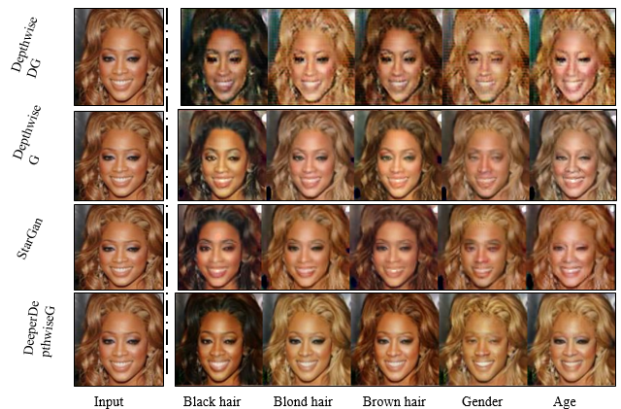 Depthwise
DG
Depthwise
G
StarGan
DeeperDe
pthwiseG
Input Black hair Blond hair Brown hair Gender Age